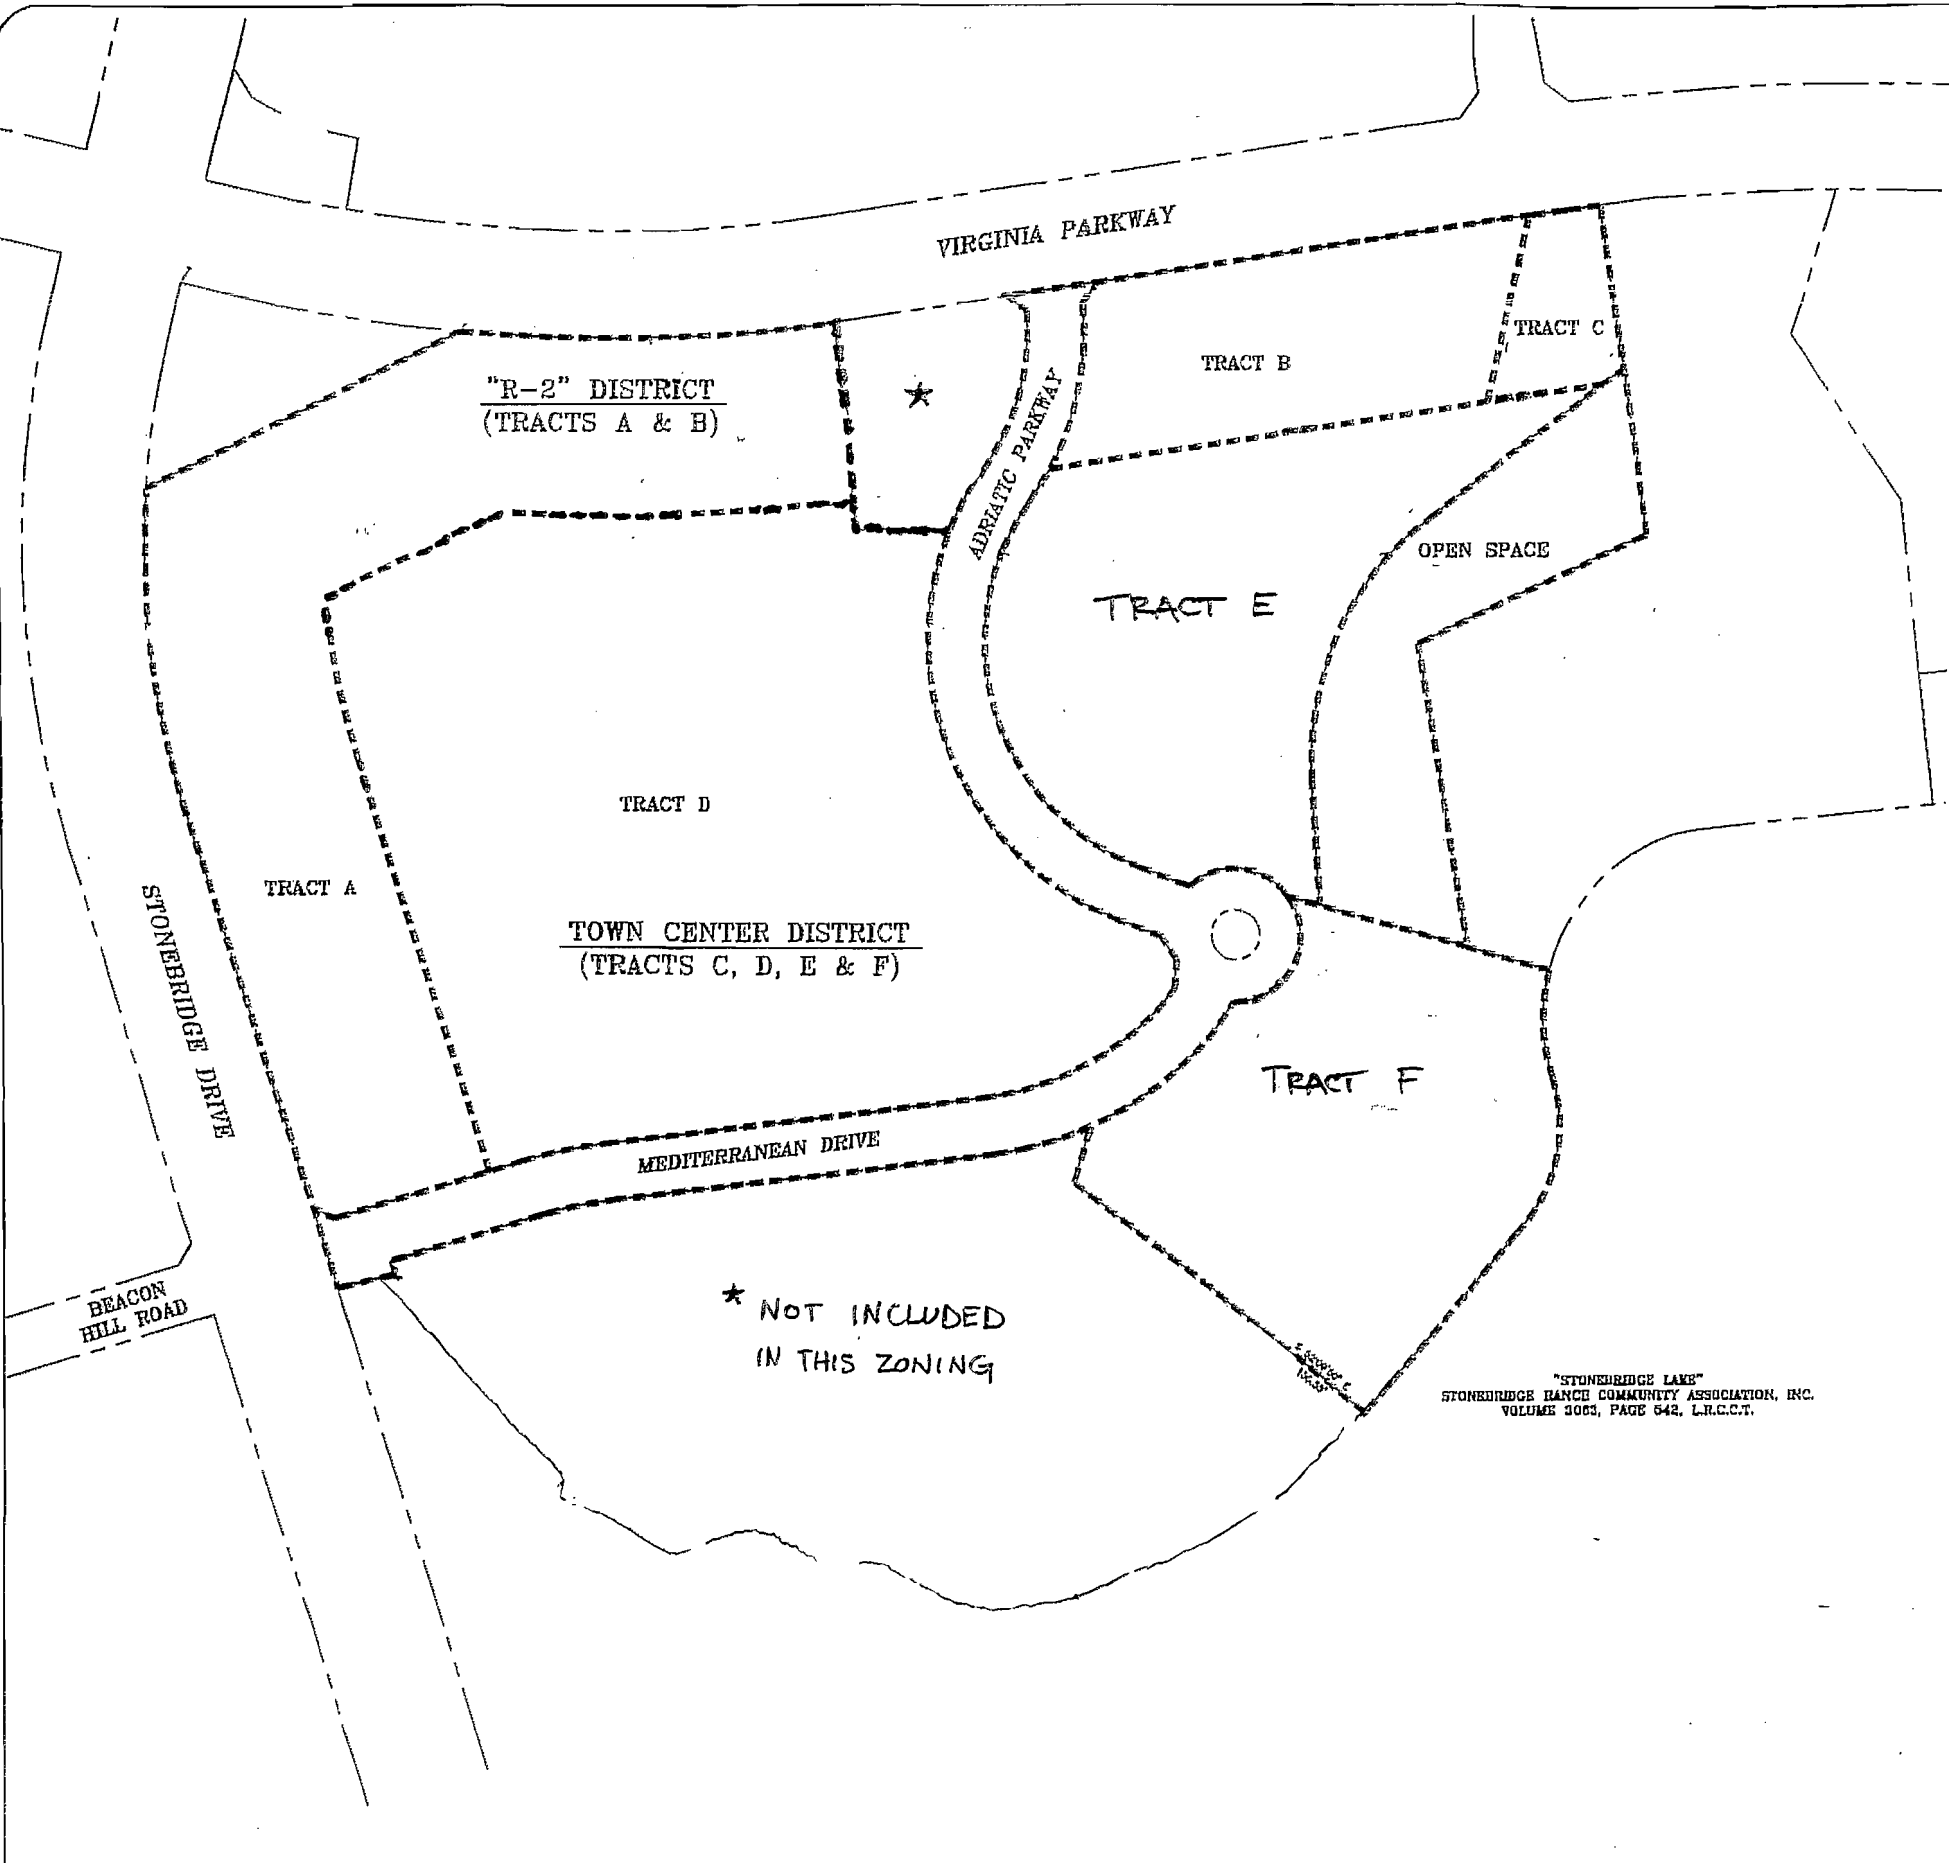 VIRGINIA PARKWAY
"R-2" DISTRICT
(TRACTS A & B)
★
ADRIATIC PARKWAY
TRACT B
TRACT C
OPEN SPACE
TRACT E
TRACT D
TRACT A
TOWN CENTER DISTRICT
(TRACTS C, D, E & F)
STONEBRIDGE DRIVE
TRACT F
MEDITERRANEAN DRIVE
BEACON
HILL ROAD
★ NOT INCLUDED
IN THIS ZONING
"STONEBRIDGE LAKE"
STONEBRIDGE RANCH COMMUNITY ASSOCIATION, INC.
VOLUME 3063, PAGE 542, L.R.C.C.T.